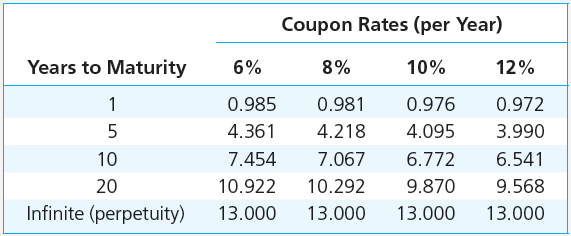 Coupon Rates (per Year)
Years to Maturity 6% 8% 10% 12%
1 0.985 0.981 0.976 0.972
5 4.361 4.218 4.095 3.990
10 7.454 7.067 6.772 6.541
20 10.922 10.292 9.870 9.568
Infinite (perpetuity) 13.000 13.000 13.000 13.000